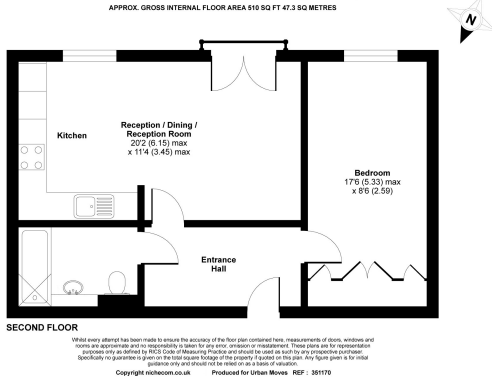 APPROX. GROSS INTERNAL FLOOR AREA 510 SQ FT 47.3 SQ METRES
N
Reception / Dining /
Reception Room
20'2 (6.15) max
x 11'4 (3.45) max
Kitchen
Bedroom
17'6 (5.33) max
x 8'6 (2.59)
Entrance
Hall
SECOND FLOOR
Whilst every attempt has been made to ensure the accuracy of the floor plan contained here, measurements of doors, windows and
rooms are approximate and no responsibility is taken for any error, omission or misstatement. These plans are for representation
purposes only as defined by RICS Code of Measuring Practice and should be used as such by any prospective purchaser.
Specifically no guarantee is given on the total square footage of the property if quoted on this plan. Any figure given is for initial
guidance only and should not be relied on as a basis of valuation.
Copyright nichecom.co.uk Produced for Urban Moves REF : 351170